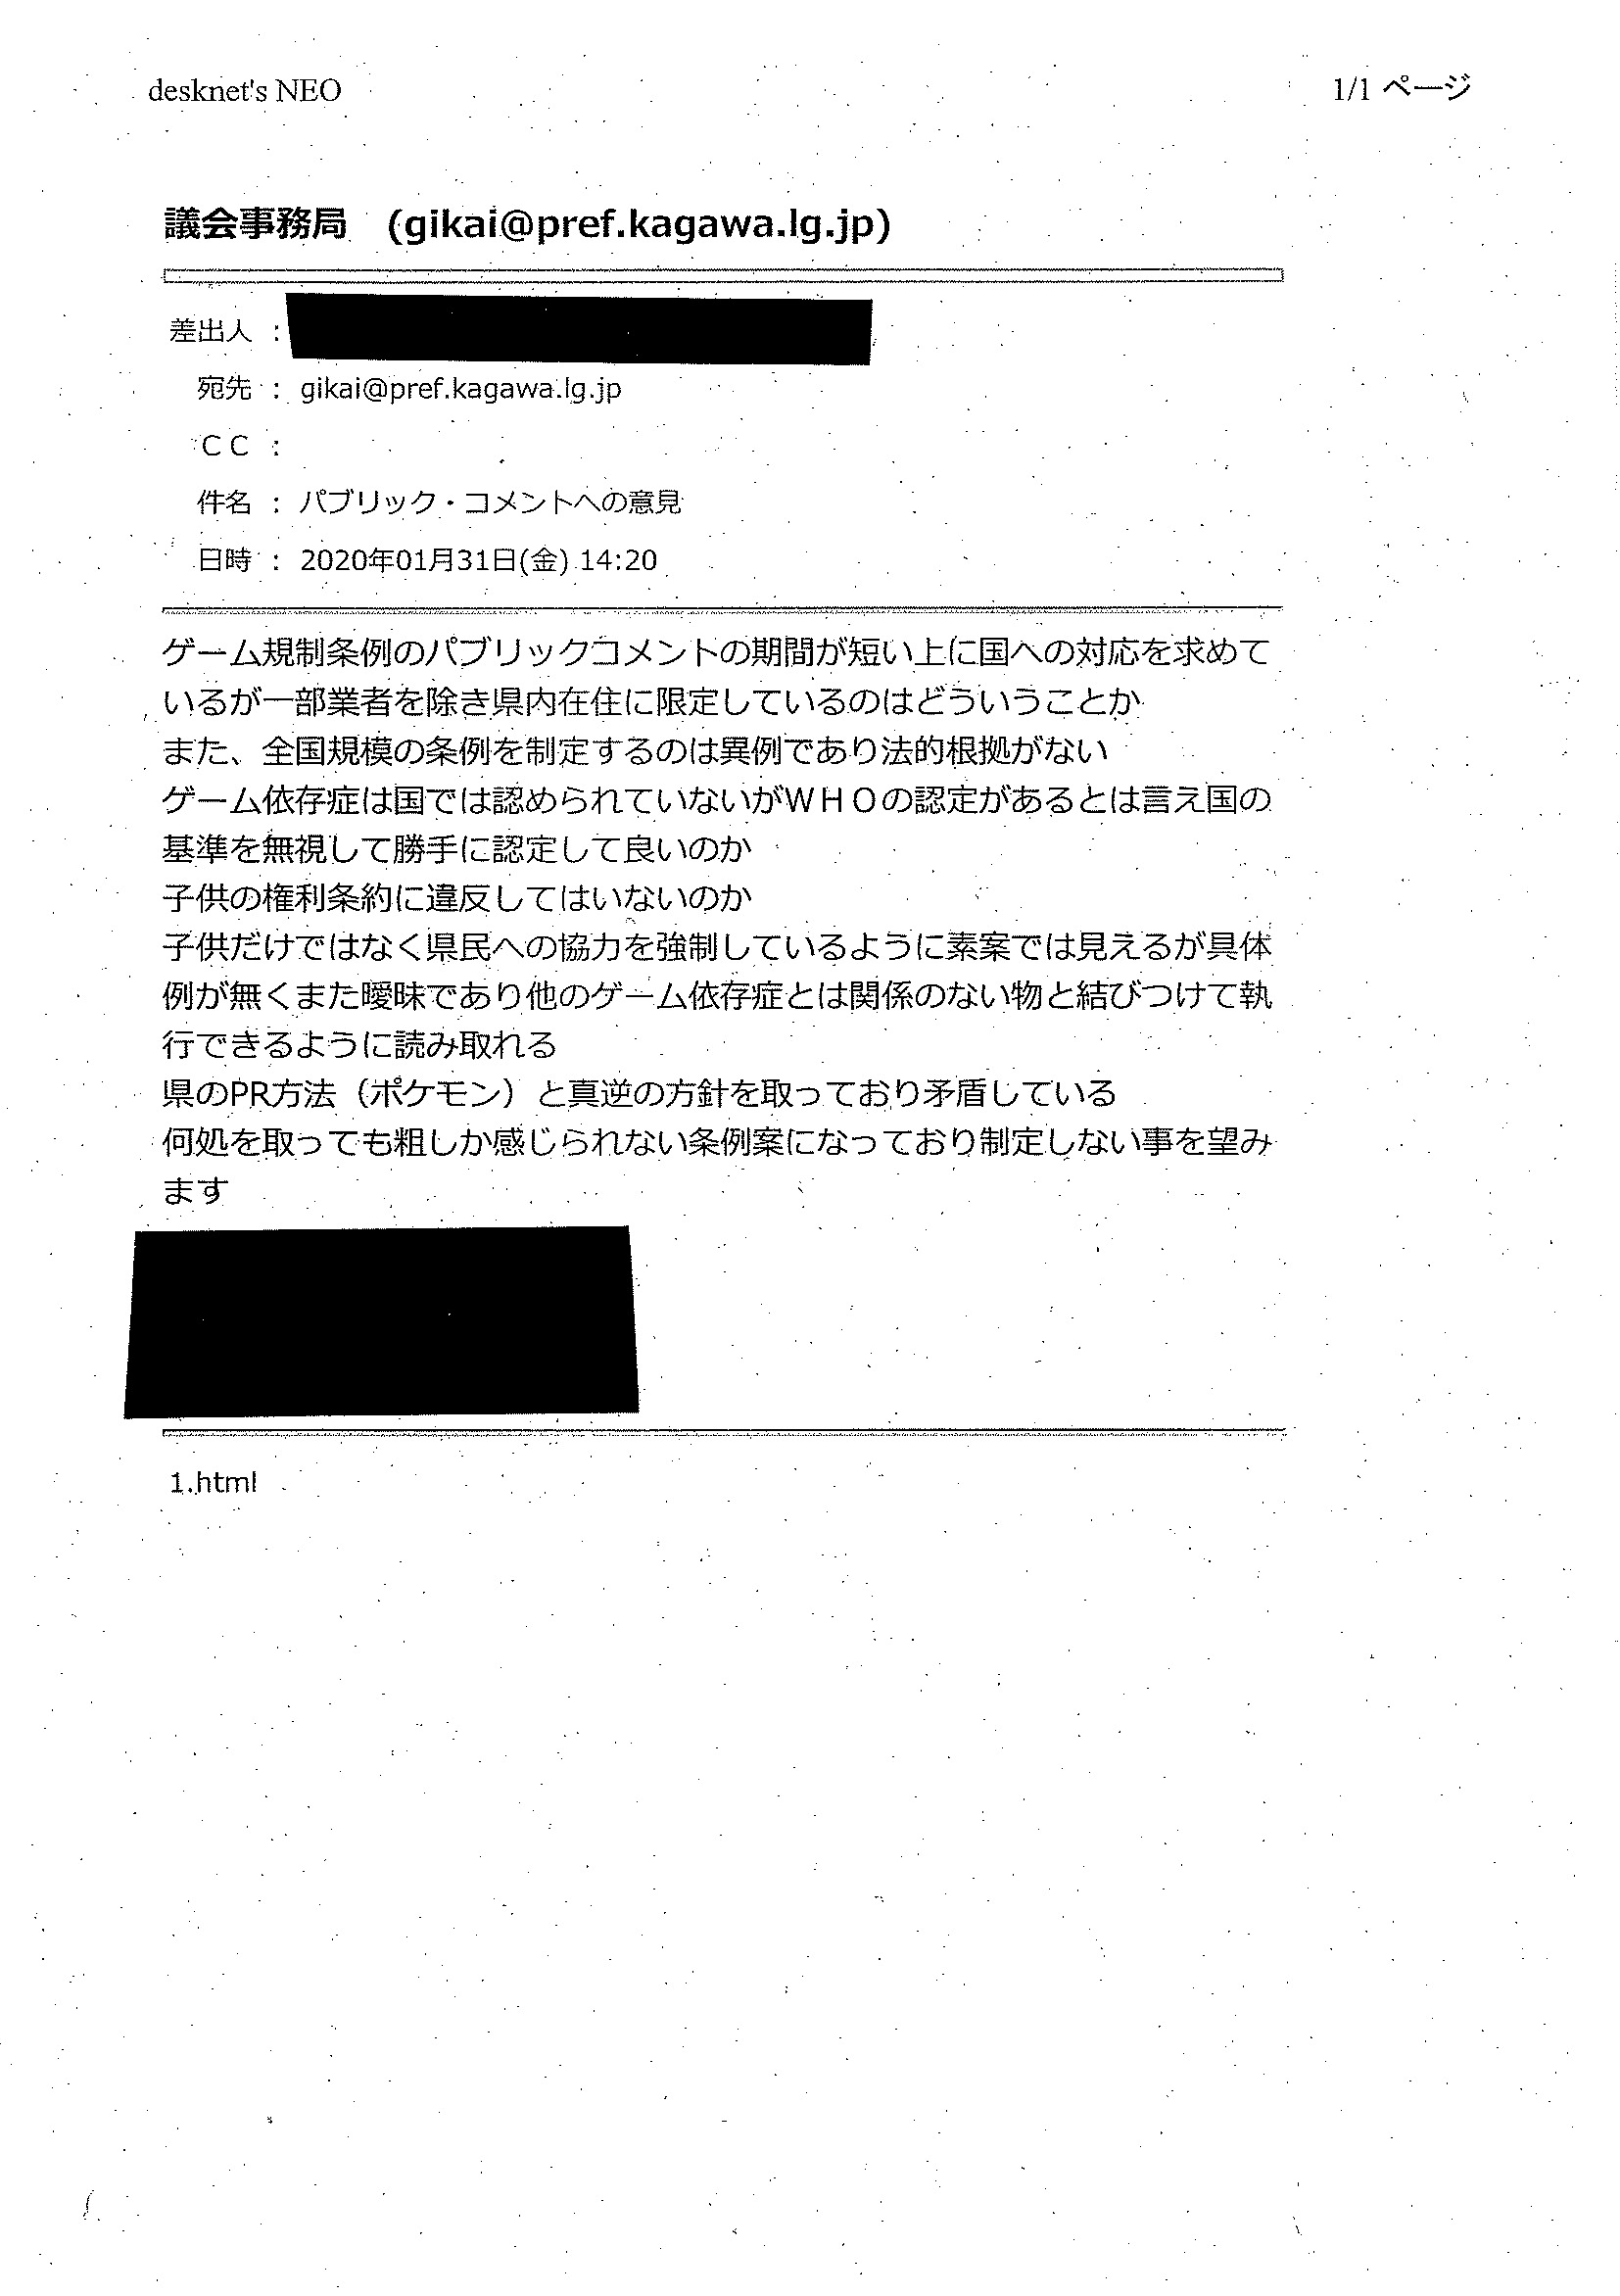 desknet's NEO
1/1 ページ
議会事務局　(gikai@pref.kagawa.lg.jp)
差出人 :
宛先 : gikai@pref.kagawa.lg.jp
ＣＣ :
件名 : パブリック・コメントへの意見
日時 : 2020年01月31日(金) 14:20
ゲーム規制条例のパブリックコメントの期間が短い上に国への対応を求めて
いるが一部業者を除き県内在住に限定しているのはどういうことか
また、全国規模の条例を制定するのは異例であり法的根拠がない
ゲーム依存症は国では認められていないがＷＨＯの認定があるとは言え国の
基準を無視して勝手に認定して良いのか
子供の権利条約に違反してはいないのか
子供だけではなく県民への協力を強制しているように素案では見えるが具体
例が無くまた曖昧であり他のゲーム依存症とは関係のない物と結びつけて執
行できるように読み取れる
県のPR方法（ポケモン）と真逆の方針を取っており矛盾している
何処を取っても粗しか感じられない条例案になっており制定しない事を望み
ます
1.html